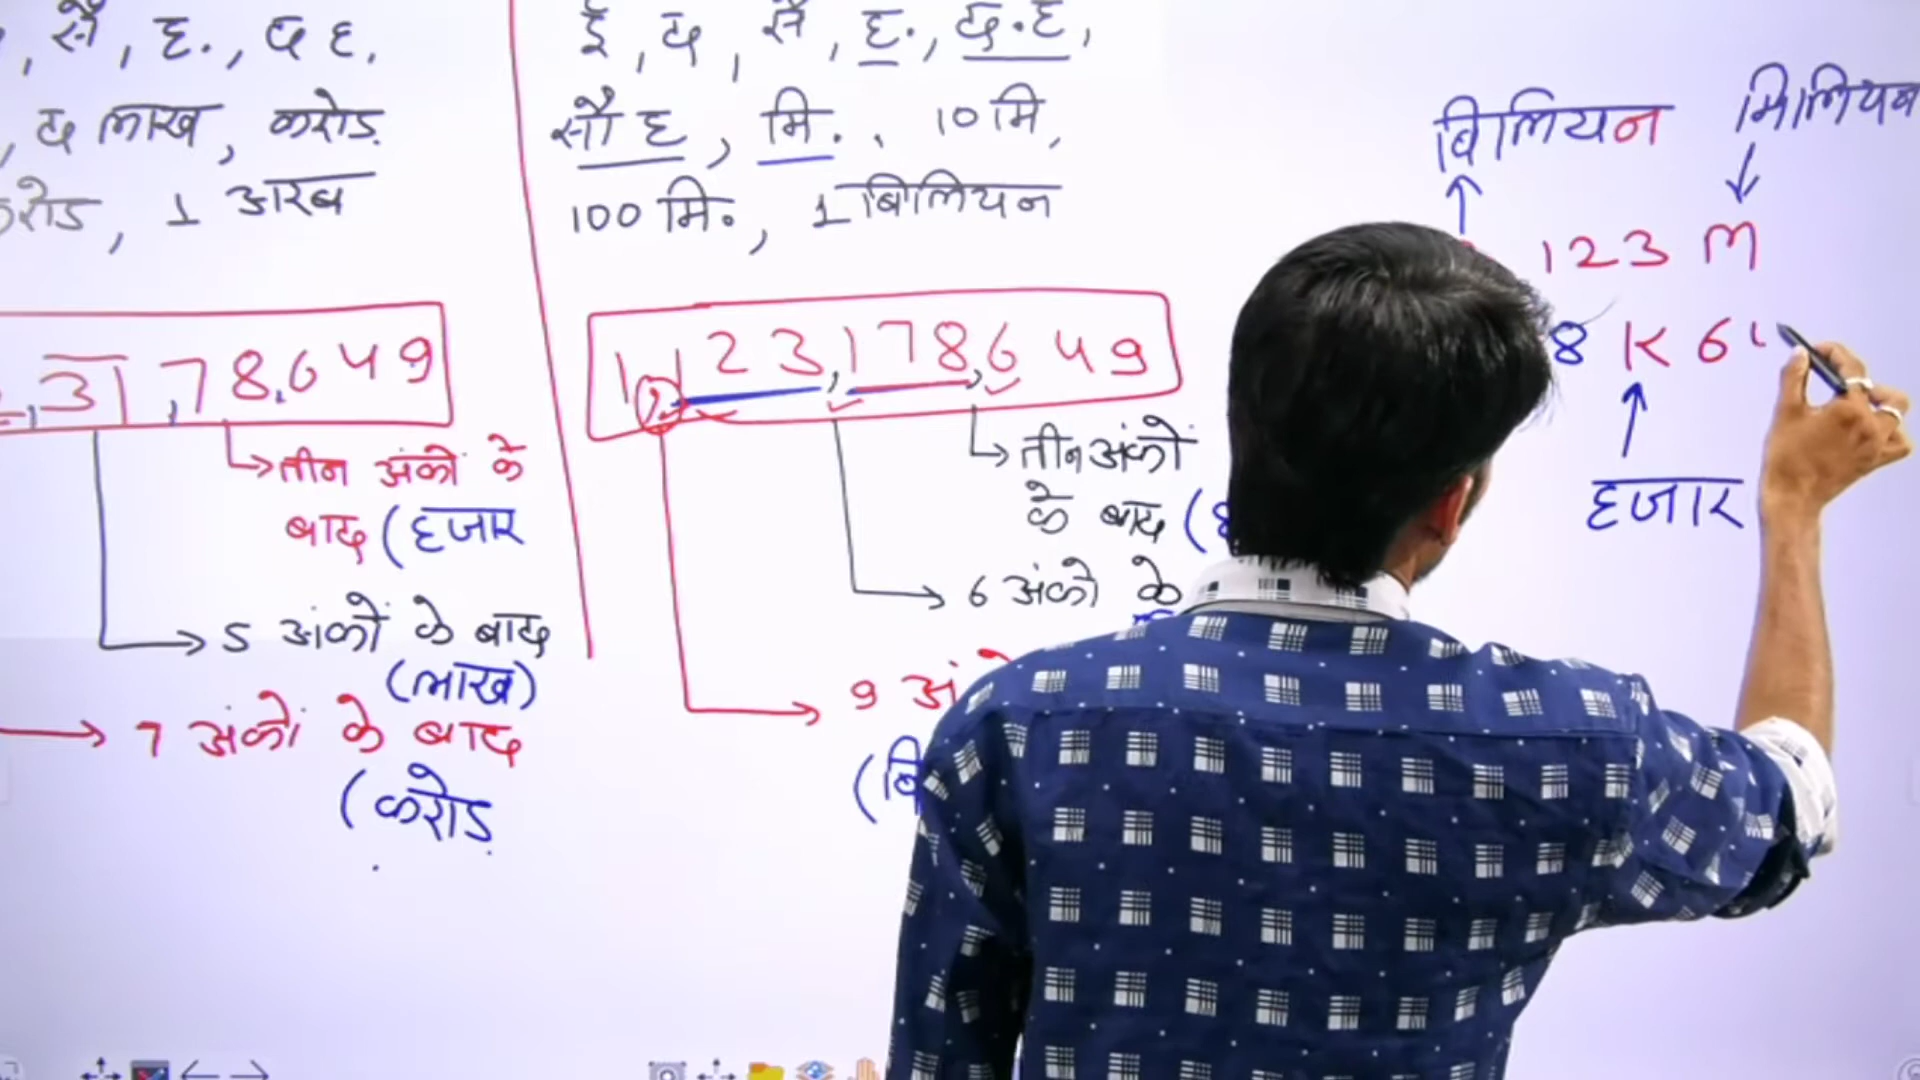 , सै, ह., द ह,
, द लाख, करोड़
करोड़, 1 अरब
,31,78,649
तीन अंको के
बाद (हजार
5 अंकों के बाद
(लाख)
7 अंकों के बाद
(करोड़
ई, द, सै, ह., द.ह,
सौ ह, मि., 10 मि,
100 मि., 1 बिलियन
1,123,178,649
तीन अंकों
के बाद (ह
6 अंको के
9 अं
(बि
बिलियन
मिलियन
123 M
8 K 64
हजार